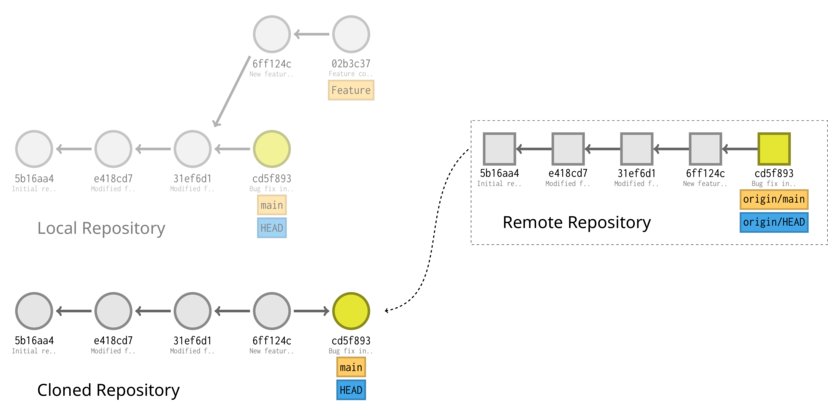 6ff124c
New featur..
02b3c37
Feature co..
Feature
5b16aa4
Initial re..
e418cd7
Modified f..
31ef6d1
Modified f..
cd5f893
Bug fix in..
main
HEAD
Local Repository
5b16aa4
Initial re..
e418cd7
Modified f..
31ef6d1
Modified f..
6ff124c
New featur..
cd5f893
Bug fix in..
origin/main
origin/HEAD
Remote Repository
5b16aa4
Initial re..
e418cd7
Modified f..
31ef6d1
Modified f..
6ff124c
New featur..
cd5f893
Bug fix in..
main
HEAD
Cloned Repository